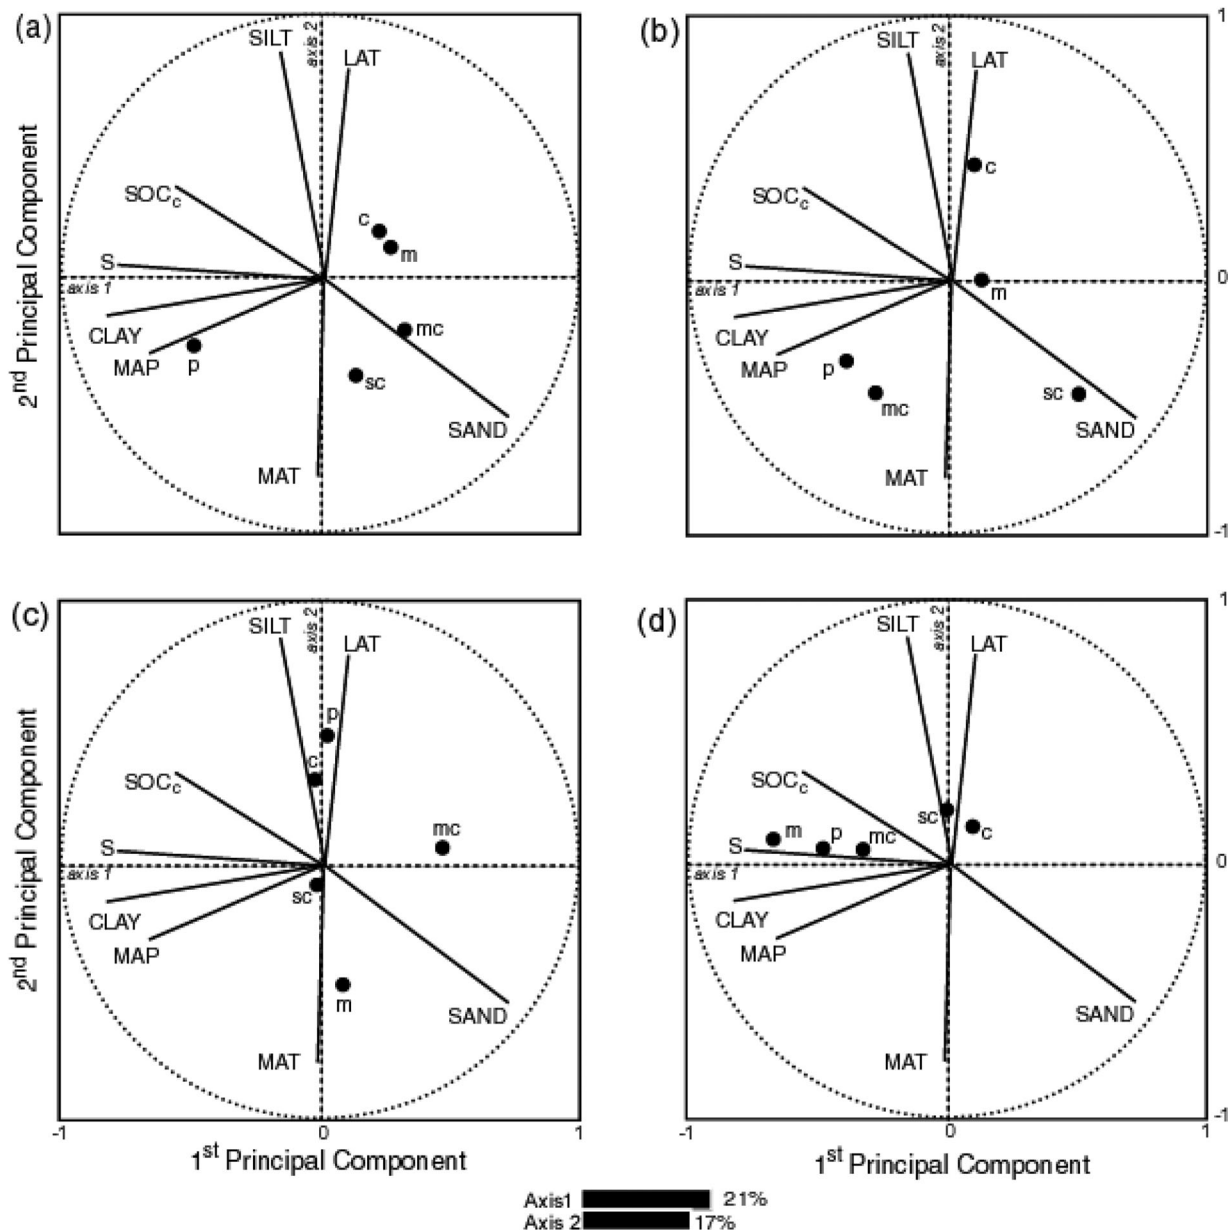 (a)
SILT
axis 2
LAT
SOCc
c
m
S
axis 1
CLAY
MAP
p
mc
sc
SAND
MAT
2nd Principal Component
(b)
1
SILT
axis 2
LAT
c
SOCc
S
axis 1
0
m
CLAY
MAP
p
mc
sc
SAND
MAT
-1
(c)
SILT
axis 2
LAT
p
c
SOCc
mc
S
axis 1
sc
CLAY
MAP
m
SAND
MAT
2nd Principal Component
-1 0 1
1st Principal Component
(d)
1
SILT
axis 2
LAT
SOCc
sc
c
m
p
mc
S
axis 1
0
CLAY
MAP
SAND
MAT
-1
-1 0 1
1st Principal Component
Axis1 21%
Axis 2 17%